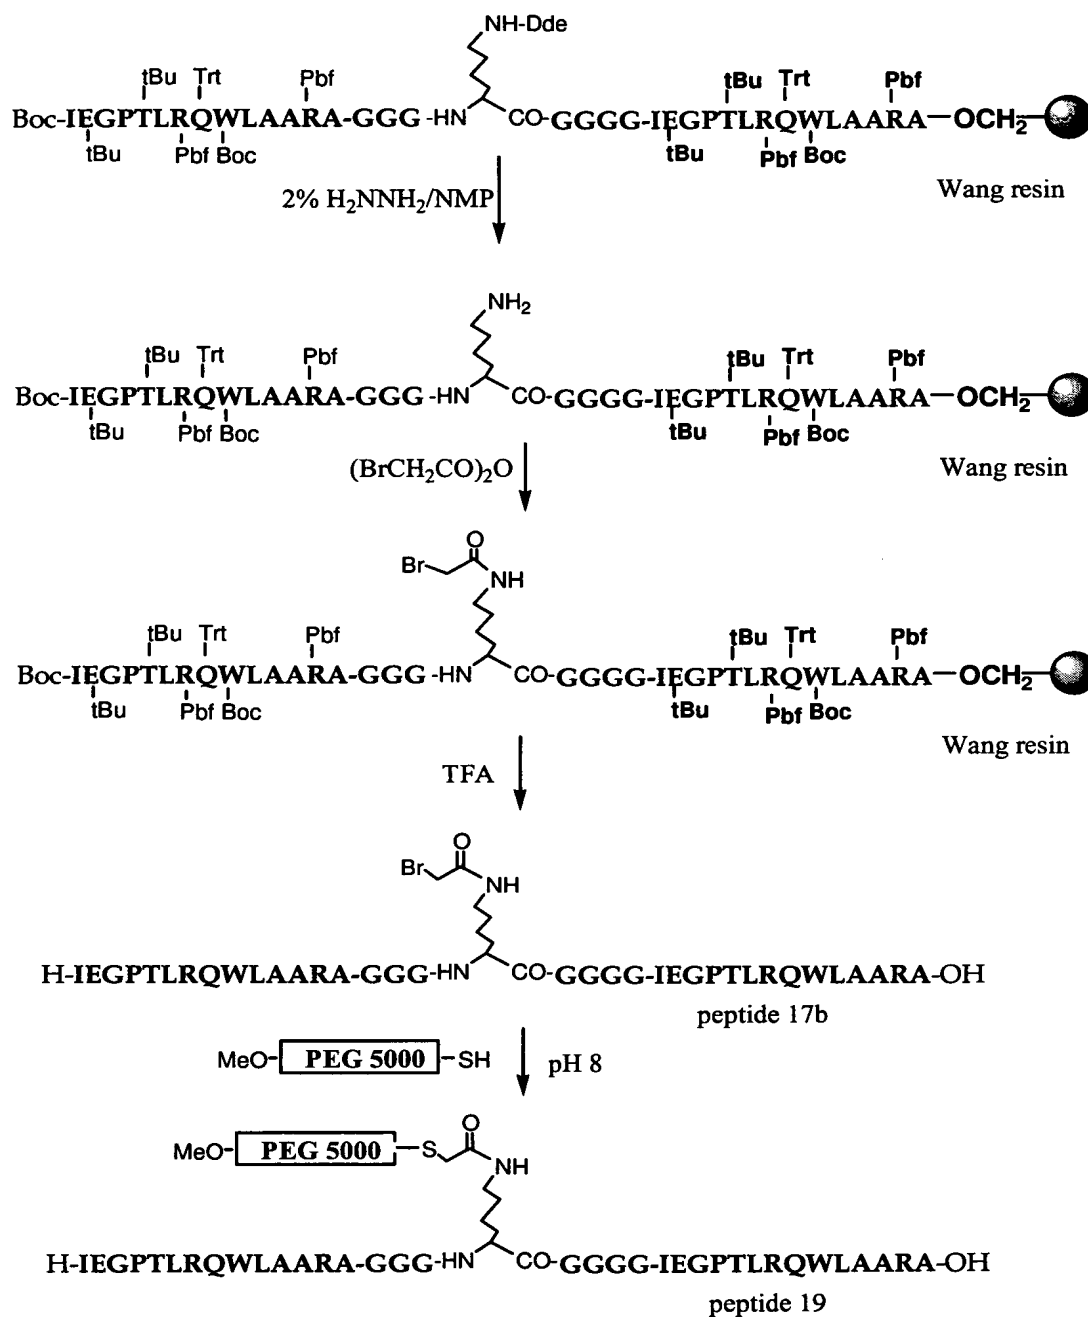 NH-Dde
tBu Trt Pbf tBu Trt Pbf
Boc-IEGPTLRQWLAARA-GGG-HN CO-GGGG-IEGPTLRQWLAARA-OCH2
tBu Pbf Boc tBu Pbf Boc
2% H2NNH2/NMP
Wang resin
NH2
tBu Trt Pbf tBu Trt Pbf
Boc-IEGPTLRQWLAARA-GGG-HN CO-GGGG-IEGPTLRQWLAARA-OCH2
tBu Pbf Boc tBu Pbf Boc
(BrCH2CO)2O
Wang resin
O
Br NH
tBu Trt Pbf tBu Trt Pbf
Boc-IEGPTLRQWLAARA-GGG-HN CO-GGGG-IEGPTLRQWLAARA-OCH2
tBu Pbf Boc tBu Pbf Boc
Wang resin
TFA
O
Br NH
H-IEGPTLRQWLAARA-GGG-HN CO-GGGG-IEGPTLRQWLAARA-OH
peptide 17b
MeO-PEG 5000-SH pH 8
O
MeO-PEG 5000-S NH
H-IEGPTLRQWLAARA-GGG-HN CO-GGGG-IEGPTLRQWLAARA-OH
peptide 19